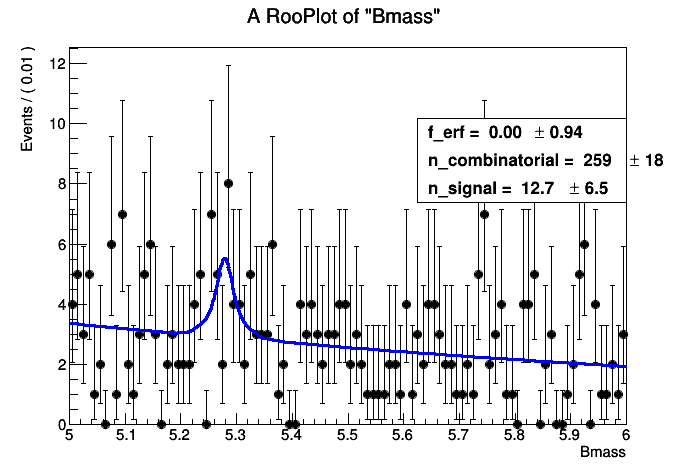 A RooPlot of "Bmass"
Events / ( 0.01 )
12
10
8
6
4
2
0
f_erf = 0.00 ± 0.94
n_combinatorial = 259 ± 18
n_signal = 12.7 ± 6.5
5 5.1 5.2 5.3 5.4 5.5 5.6 5.7 5.8 5.9 6
Bmass